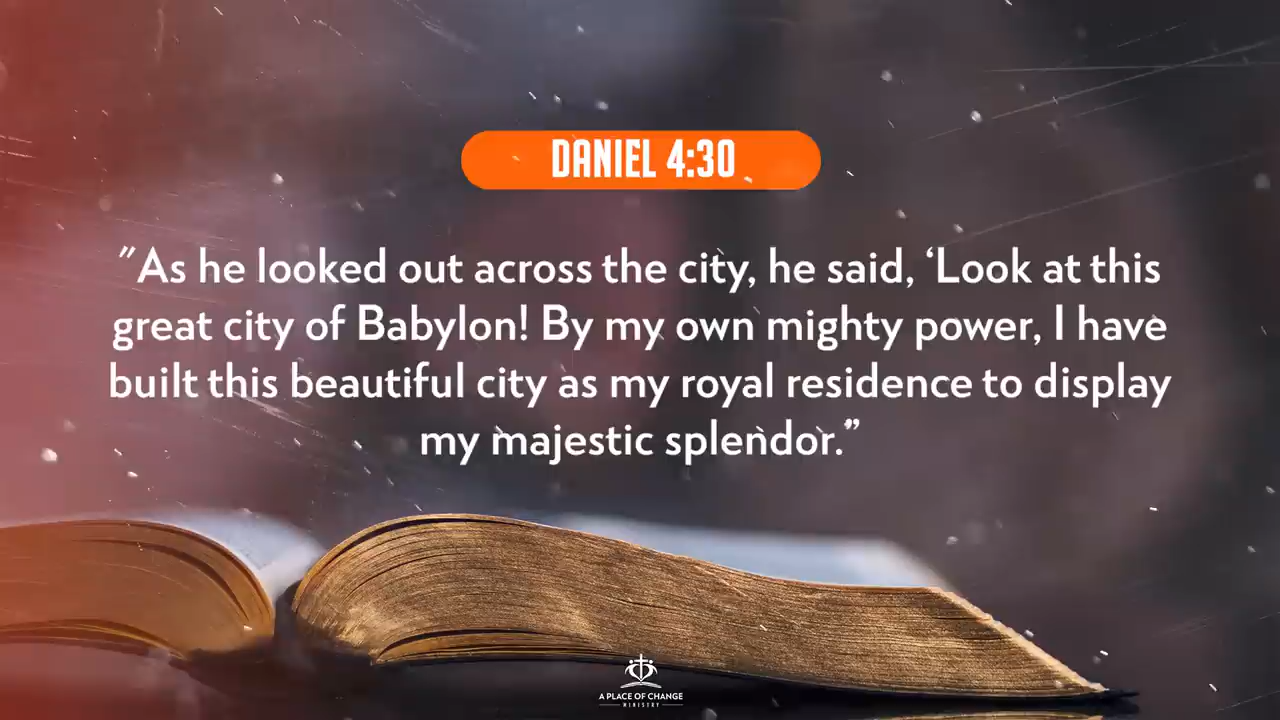 DANIEL 4:30
"As he looked out across the city, he said, ‘Look at this
great city of Babylon! By my own mighty power, I have
built this beautiful city as my royal residence to display
my majestic splendor.”
A PLACE OF CHANGE
MINISTRY